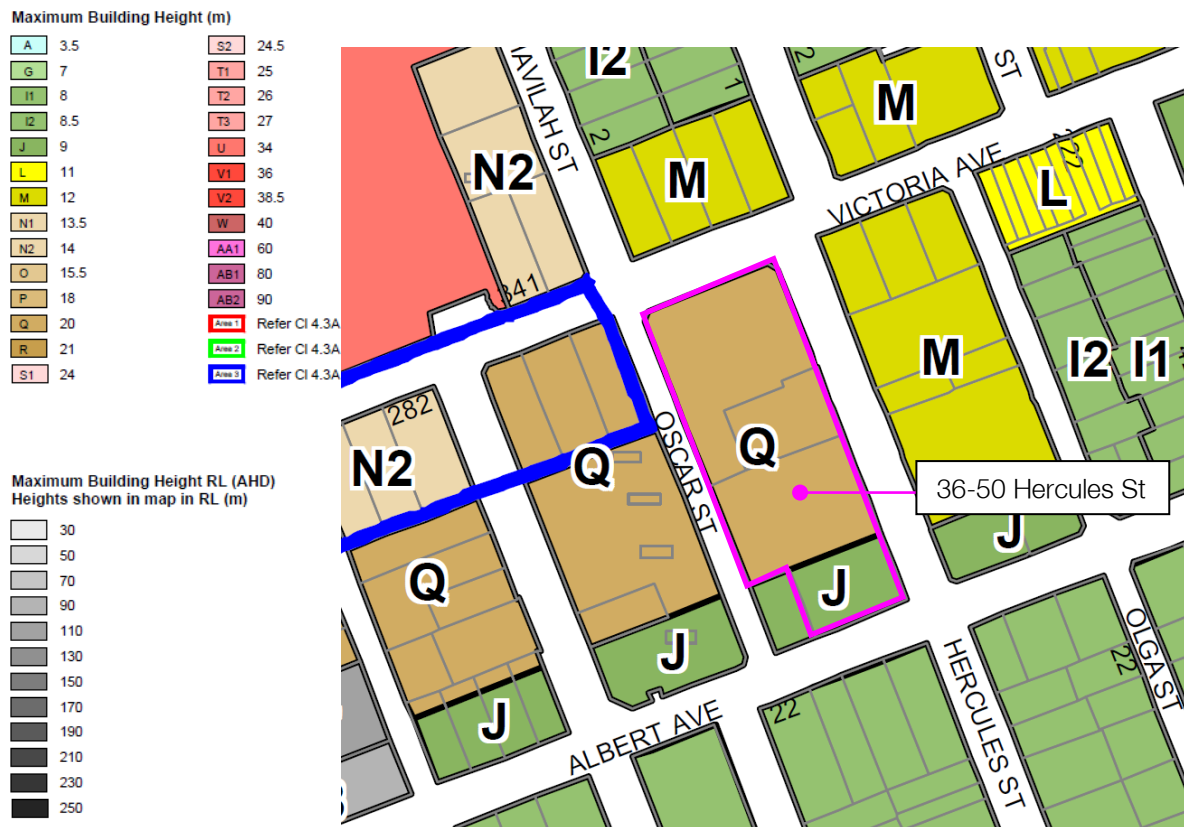 Maximum Building Height (m)
A 3.5
G 7
I1 8
I2 8.5
J 9
L 11
M 12
N1 13.5
N2 14
O 15.5
P 18
Q 20
R 21
S1 24
S2 24.5
T1 25
T2 26
T3 27
U 34
V1 36
V2 38.5
W 40
AA1 60
AB1 80
AB2 90
Area 1 Refer Cl 4.3A
Area 2 Refer Cl 4.3A
Area 3 Refer Cl 4.3A
Maximum Building Height RL (AHD)
Heights shown in map in RL (m)
30
50
70
90
110
130
150
170
190
210
230
250
I2
2
ST
M
1
2
AVILAH ST
N2
M
VICTORIA AVE
222
L
341
282
N2
Q
OSCAR ST
Q
M
I2
I1
36-50 Hercules St
J
Q
J
J
J
ALBERT AVE
22
HERCULES ST
22
OLGA ST